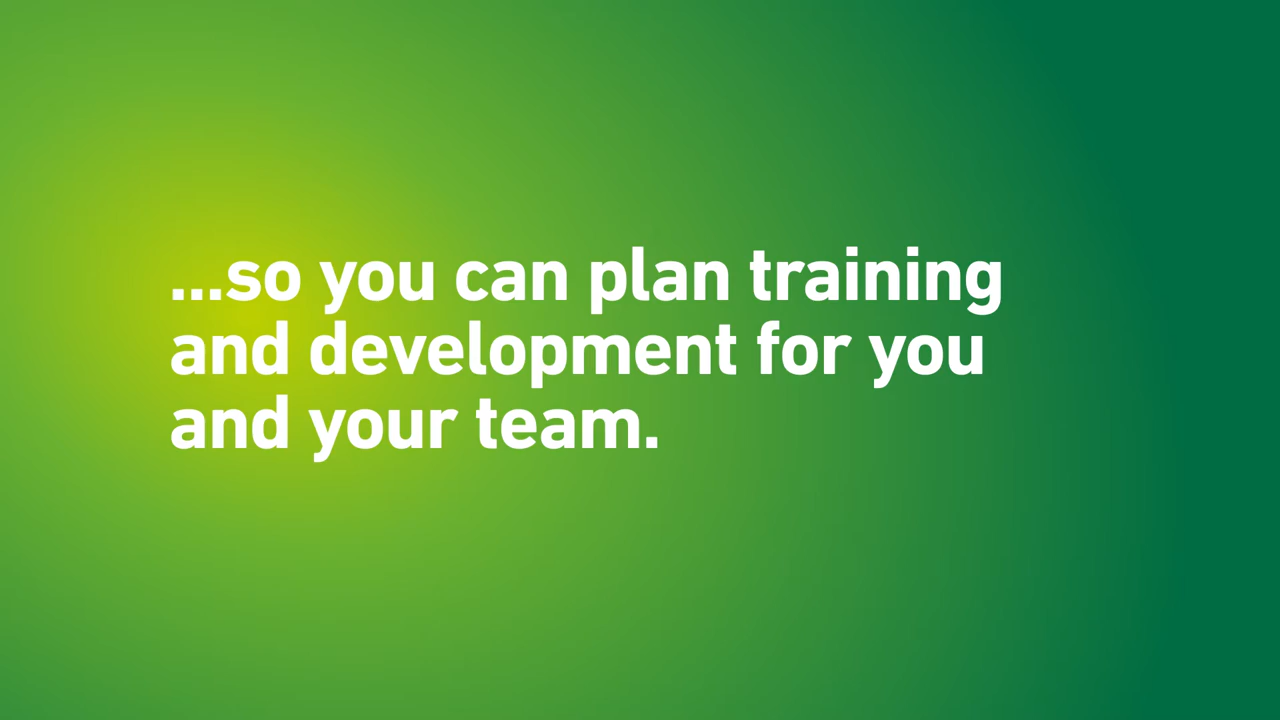 ...so you can plan training
and development for you
and your team.